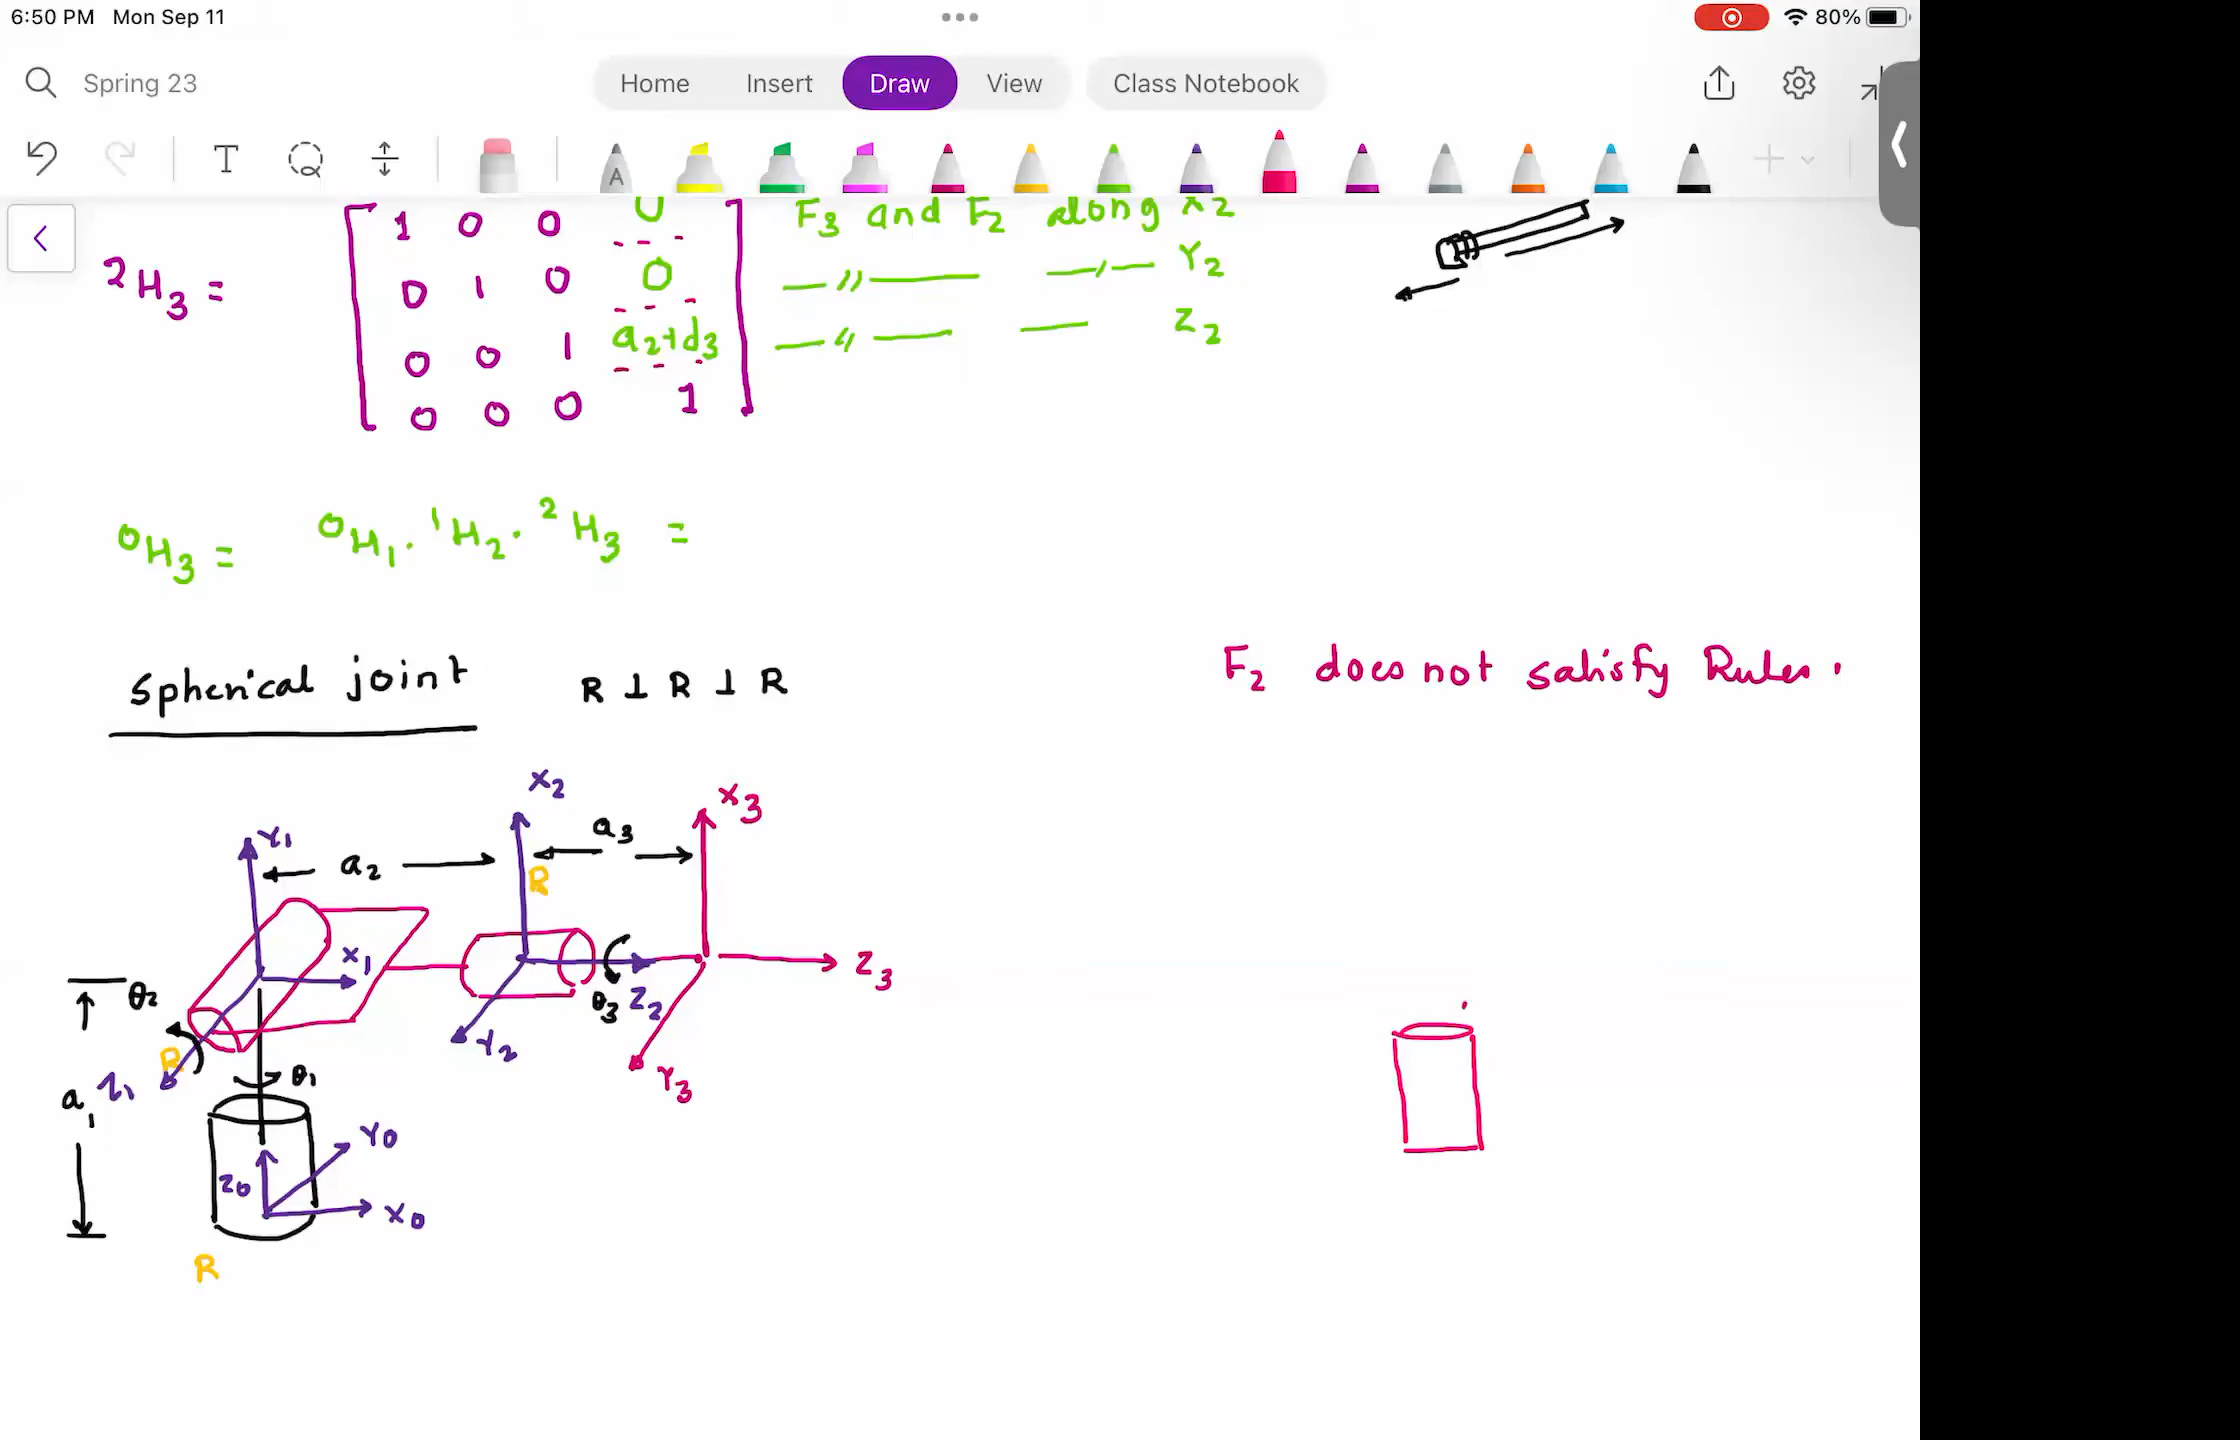 6:50 PM Mon Sep 11
80%
Spring 23
Home Insert Draw View Class Notebook
T
A
1 0 0 0 F3 and F2 along X2
²H3 = 0 1 0 0 —〃— —〃— Y2
0 0 1 a2+d3 —〃— — Z2
0 0 0 1
⁰H3 = ⁰H1 . ¹H2 . ²H3 =
Spherical joint R ⊥ R ⊥ R
F2 does not satisfy Rules.
X2
X3
Y1
a3
a2
R
X1
Z3
θ2
θ3 Z2
Y2
R
Y3
θ1
a1 Z1
Y0
Z0
X0
R